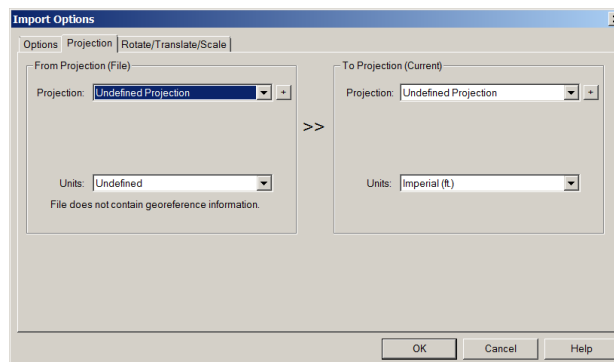 Import Options
Options Projection Rotate/Translate/Scale
From Projection (File) To Projection (Current)
Projection: Undefined Projection + Projection: Undefined Projection +
>>
Units: Undefined Units: Imperial (ft.)
File does not contain georeference information.
OK Cancel Help